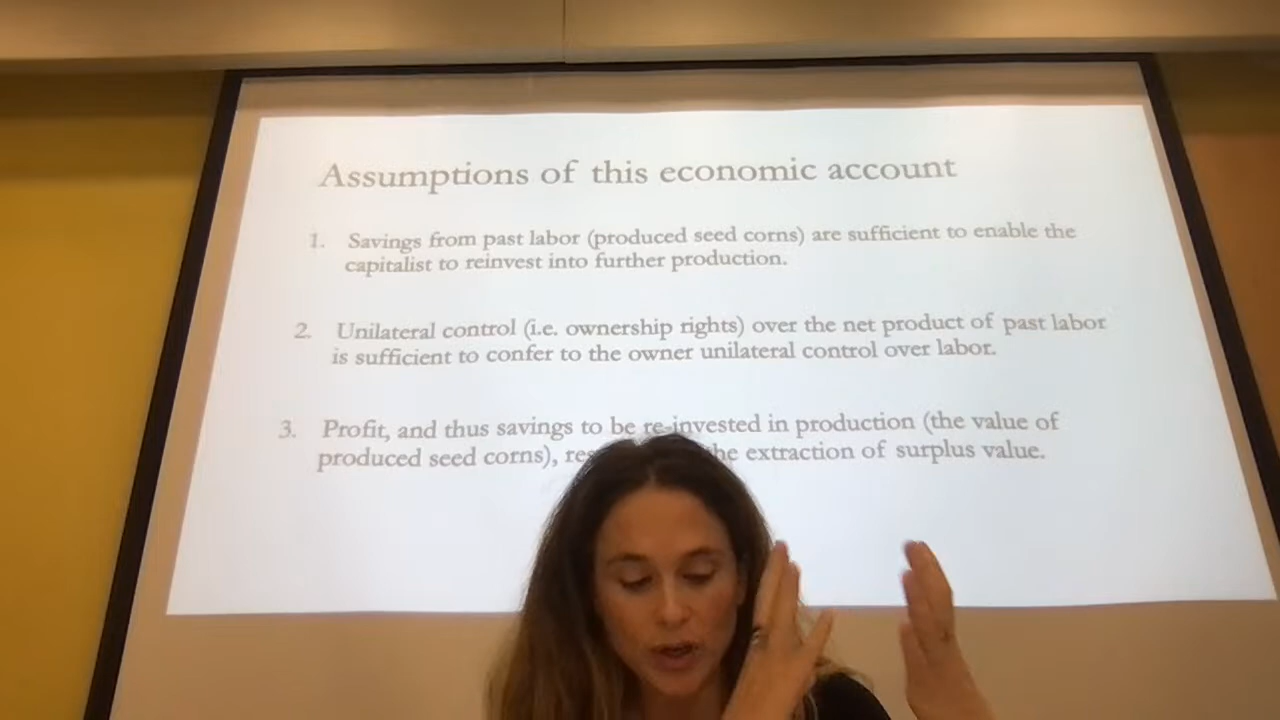 Assumptions of this economic account
1. Savings from past labor (produced seed corns) are sufficient to enable the
capitalist to reinvest into further production.
2. Unilateral control (i.e. ownership rights) over the net product of past labor
is sufficient to confer to the owner unilateral control over labor.
3. Profit, and thus savings to be re-invested in production (the value of
produced seed corns), extraction of surplus value.